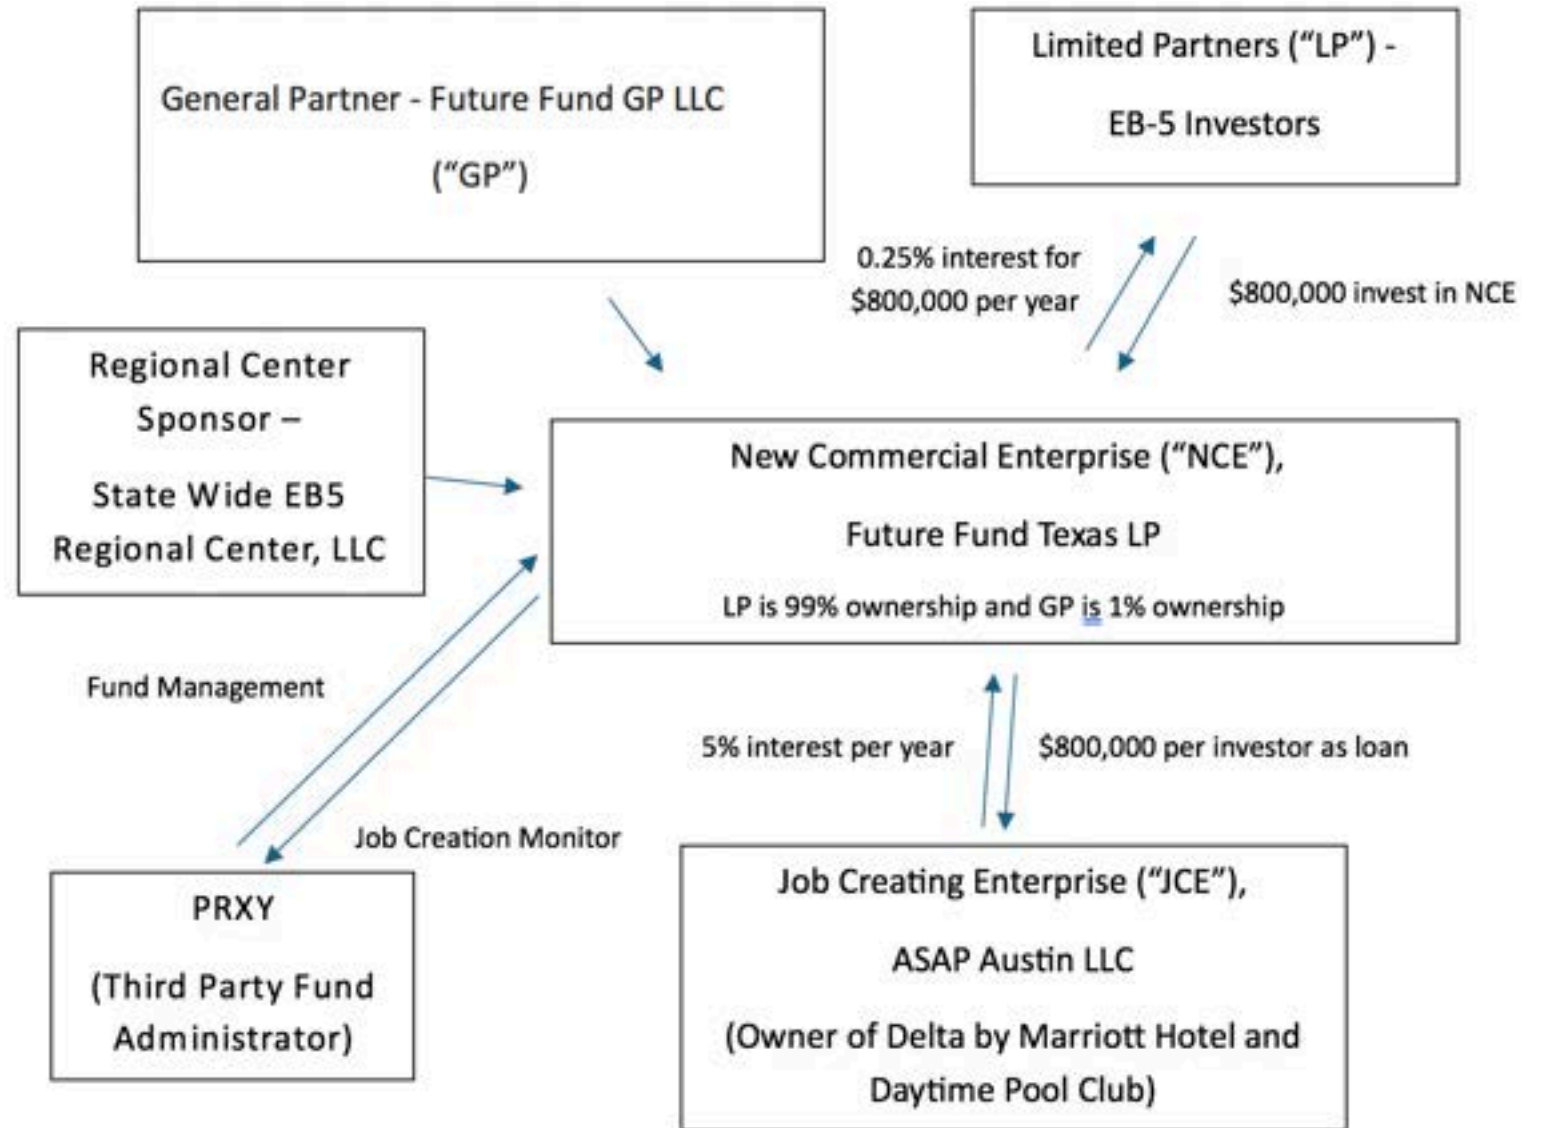 General Partner - Future Fund GP LLC
(“GP”)
Limited Partners (“LP”) -
EB-5 Investors
0.25% interest for
$800,000 per year
$800,000 invest in NCE
Regional Center
Sponsor –
State Wide EB5
Regional Center, LLC
New Commercial Enterprise (“NCE”),
Future Fund Texas LP
LP is 99% ownership and GP is 1% ownership
Fund Management
Job Creation Monitor
5% interest per year
$800,000 per investor as loan
PRXY
(Third Party Fund
Administrator)
Job Creating Enterprise (“JCE”),
ASAP Austin LLC
(Owner of Delta by Marriott Hotel and
Daytime Pool Club)